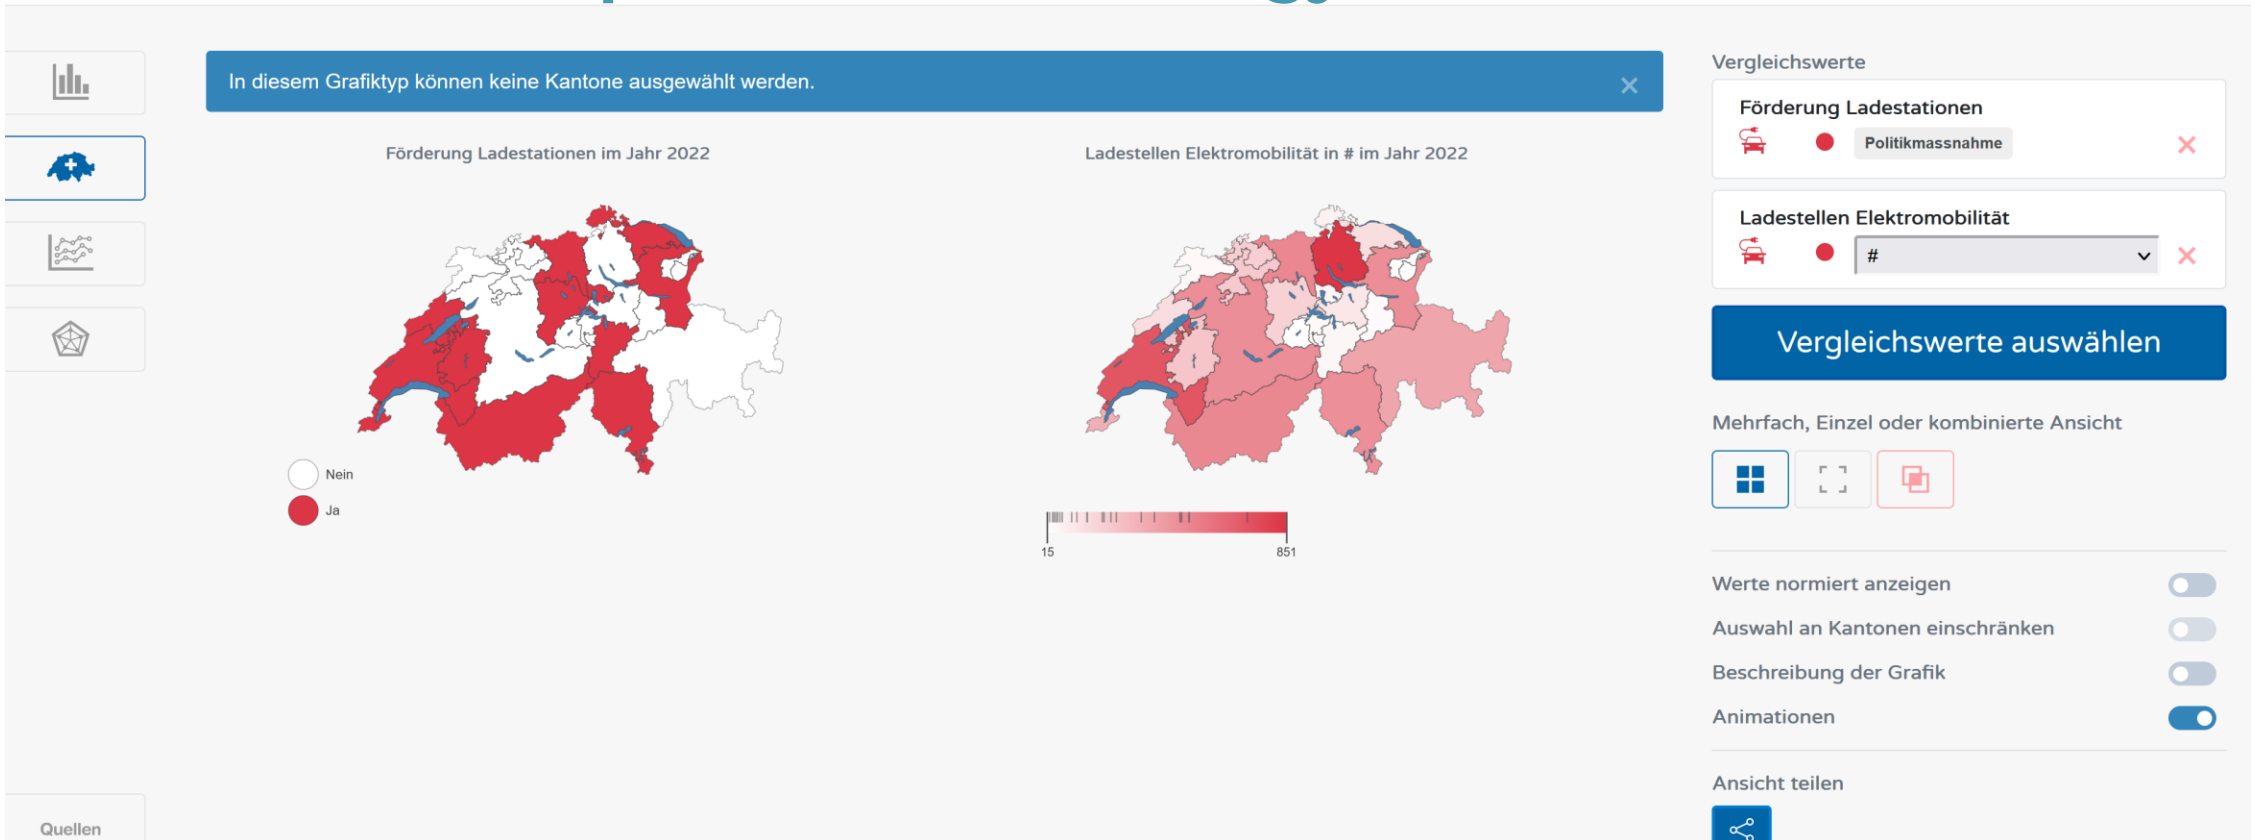 In diesem Grafiktyp können keine Kantone ausgewählt werden.
Förderung Ladestationen im Jahr 2022
Nein
Ja
Ladestellen Elektromobilität in # im Jahr 2022
15
851
Vergleichswerte
Förderung Ladestationen
Politikmassnahme
Ladestellen Elektromobilität
#
Vergleichswerte auswählen
Mehrfach, Einzel oder kombinierte Ansicht
Werte normiert anzeigen
Auswahl an Kantonen einschränken
Beschreibung der Grafik
Animationen
Ansicht teilen
Quellen